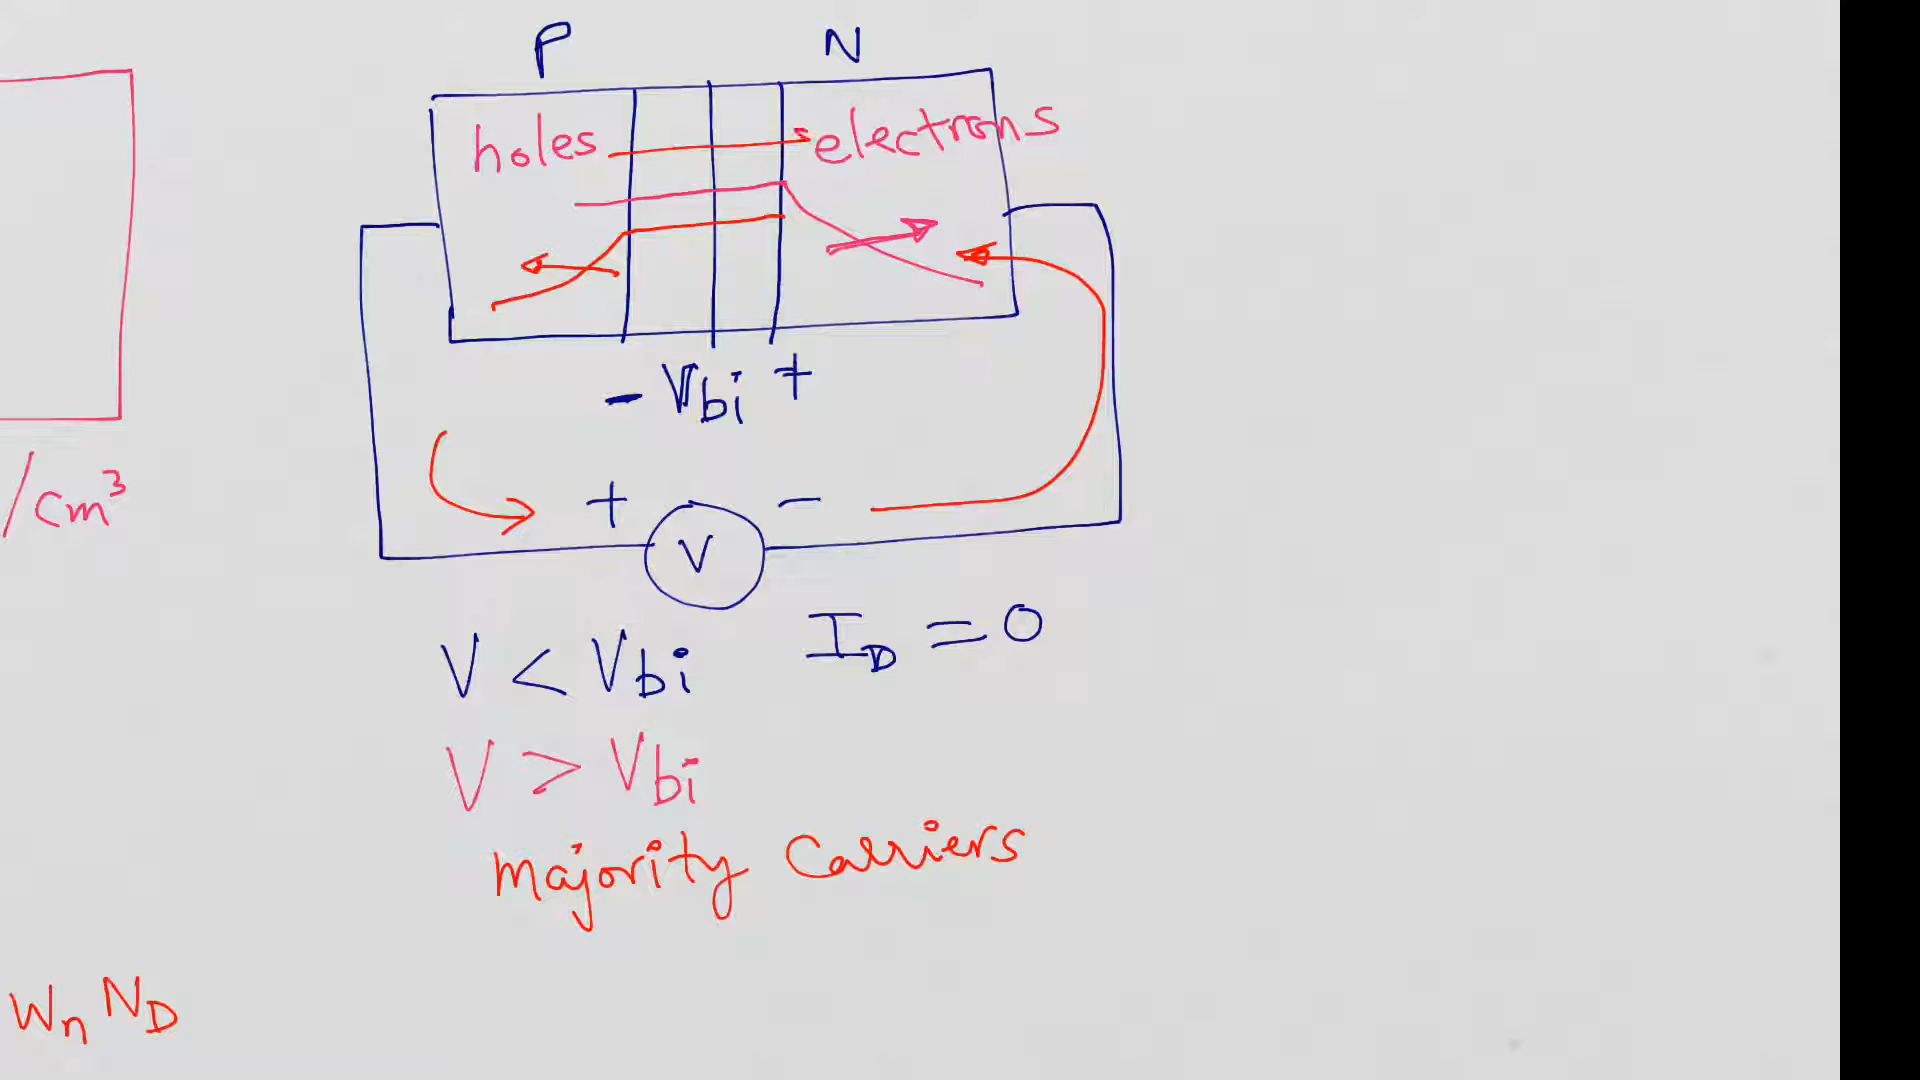 P N
holes electrons
- Vbi +
/cm³
+ -
V
V < Vbi ID = 0
V > Vbi
Majority Carriers
Wn ND